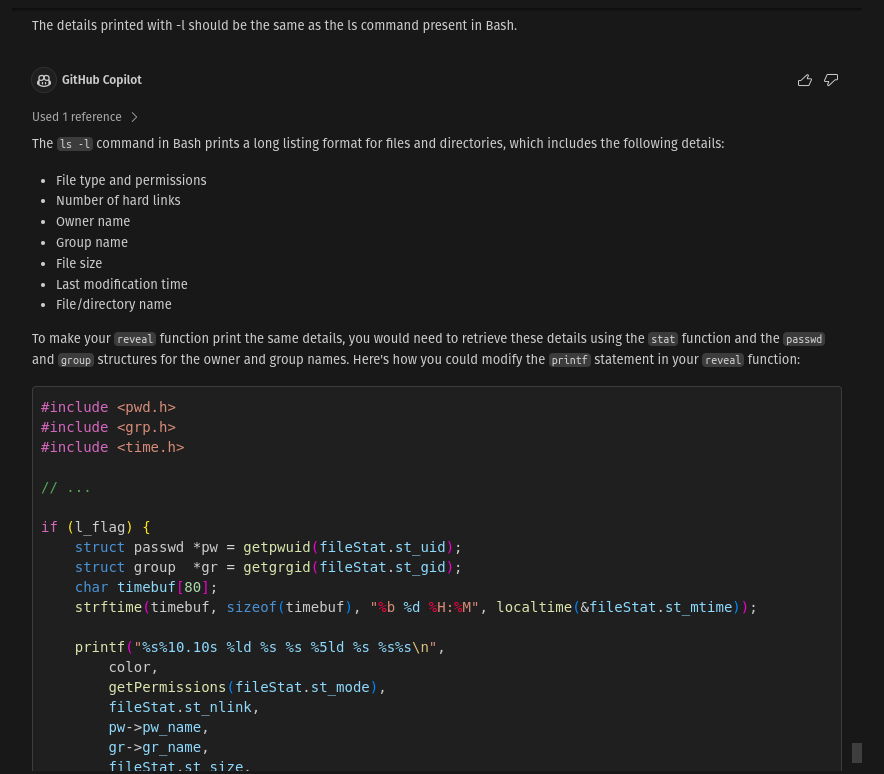 The details printed with -l should be the same as the ls command present in Bash.
GitHub Copilot
Used 1 reference
The ls -l command in Bash prints a long listing format for files and directories, which includes the following details:
File type and permissions
Number of hard links
Owner name
Group name
File size
Last modification time
File/directory name
To make your reveal function print the same details, you would need to retrieve these details using the stat function and the passwd
and group structures for the owner and group names. Here's how you could modify the printf statement in your reveal function:
#include <pwd.h>
#include <grp.h>
#include <time.h>
// ...
if (l_flag) {
    struct passwd *pw = getpwuid(fileStat.st_uid);
    struct group  *gr = getgrgid(fileStat.st_gid);
    char timebuf[80];
    strftime(timebuf, sizeof(timebuf), "%b %d %H:%M", localtime(&fileStat.st_mtime));
    printf("%s%10.10s %ld %s %s %5ld %s %s%s\n",
        color,
        getPermissions(fileStat.st_mode),
        fileStat.st_nlink,
        pw->pw_name,
        gr->gr_name,
        fileStat.st_size,